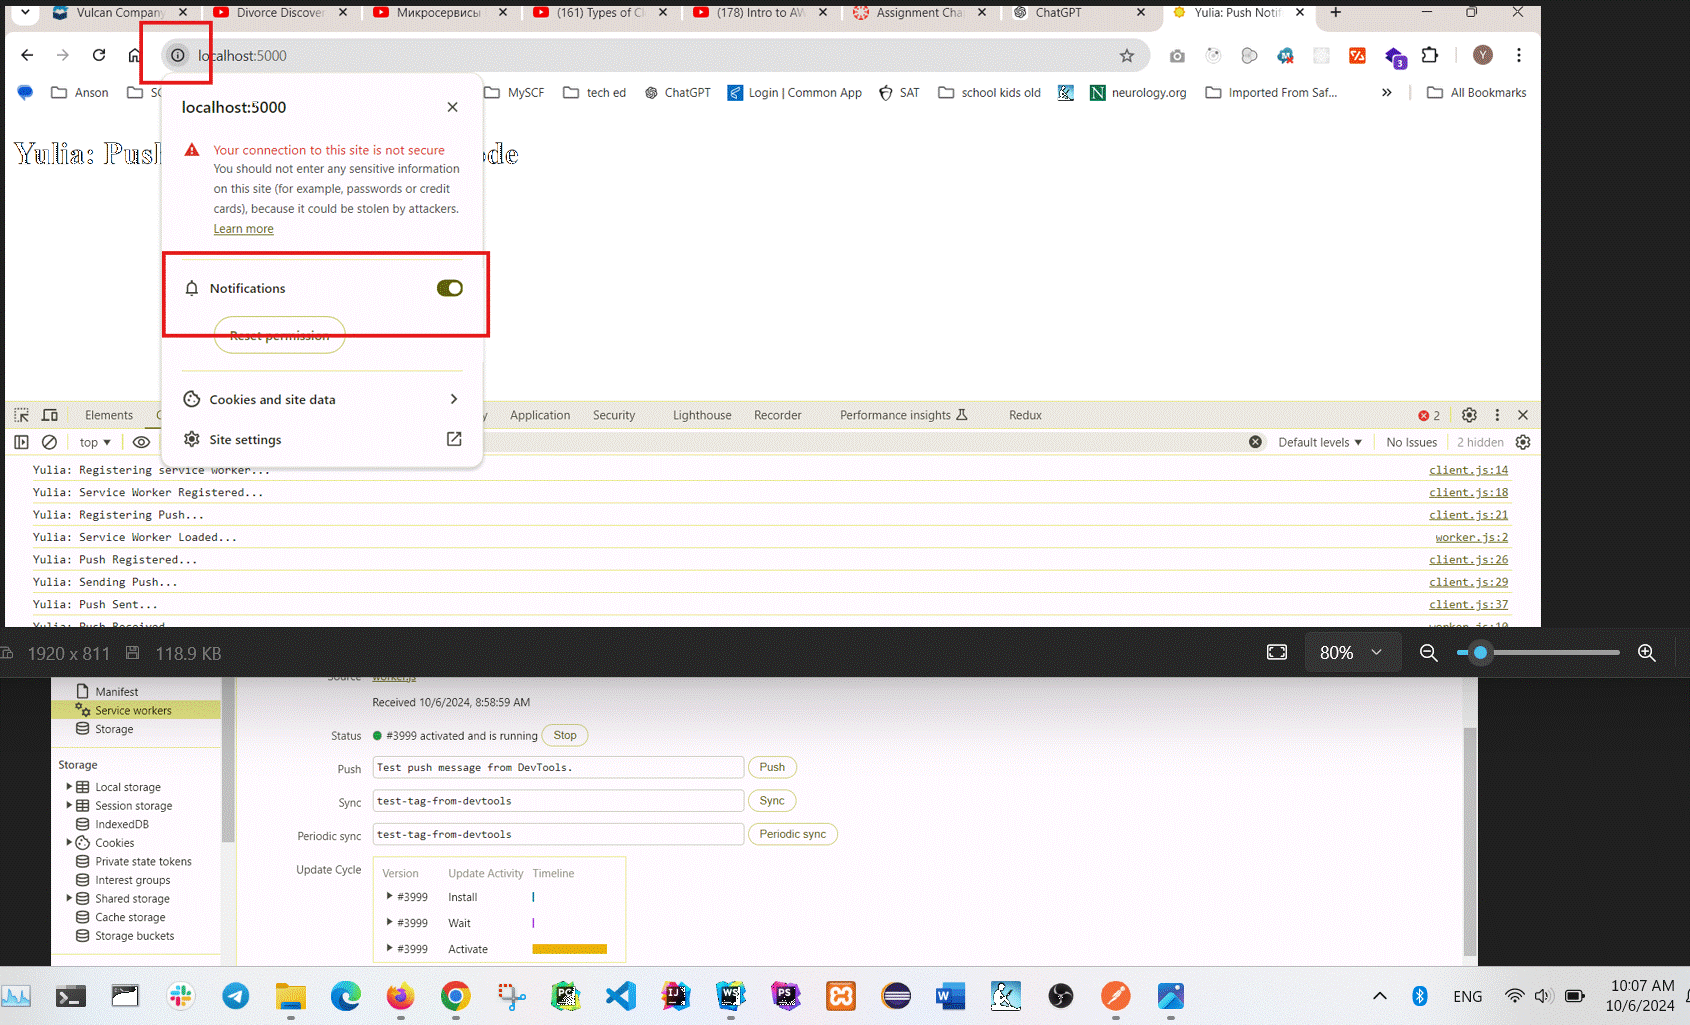 Vulcan Company
Divorce Discover
Микросервисы
(161) Types of Cl
(178) Intro to AW
Assignment Cha
ChatGPT
Yulia: Push Notif
localhost:5000
Y
3
Anson
MySCF
tech ed
ChatGPT
Login | Common App
SAT
school kids old
neurology.org
Imported From Saf...
All Bookmarks
localhost:5000
Yulia: Push
Your connection to this site is not secure
You should not enter any sensitive information
on this site (for example, passwords or credit
cards), because it could be stolen by attackers.
Learn more
Notifications
Reset permission
Cookies and site data
Site settings
Elements
Application
Security
Lighthouse
Recorder
Performance insights
Redux
2
top
Default levels
No Issues
2 hidden
Yulia: Registering service worker...
client.js:14
Yulia: Service Worker Registered...
client.js:18
Yulia: Registering Push...
client.js:21
Yulia: Service Worker Loaded...
worker.js:2
Yulia: Push Registered...
client.js:26
Yulia: Sending Push...
client.js:29
Yulia: Push Sent...
client.js:37
Yulia: Push Received
worker.js:10
1920 x 811
118.9 KB
80%
Manifest
Service workers
Storage
Storage
Local storage
Session storage
IndexedDB
Cookies
Private state tokens
Interest groups
Shared storage
Cache storage
Storage buckets
Source
worker.js
Received 10/6/2024, 8:58:59 AM
Status
#3999 activated and is running
Stop
Push
Test push message from DevTools.
Push
Sync
test-tag-from-devtools
Sync
Periodic sync
test-tag-from-devtools
Periodic sync
Update Cycle
Version
Update Activity
Timeline
#3999
Install
#3999
Wait
#3999
Activate
ENG
10:07 AM
10/6/2024